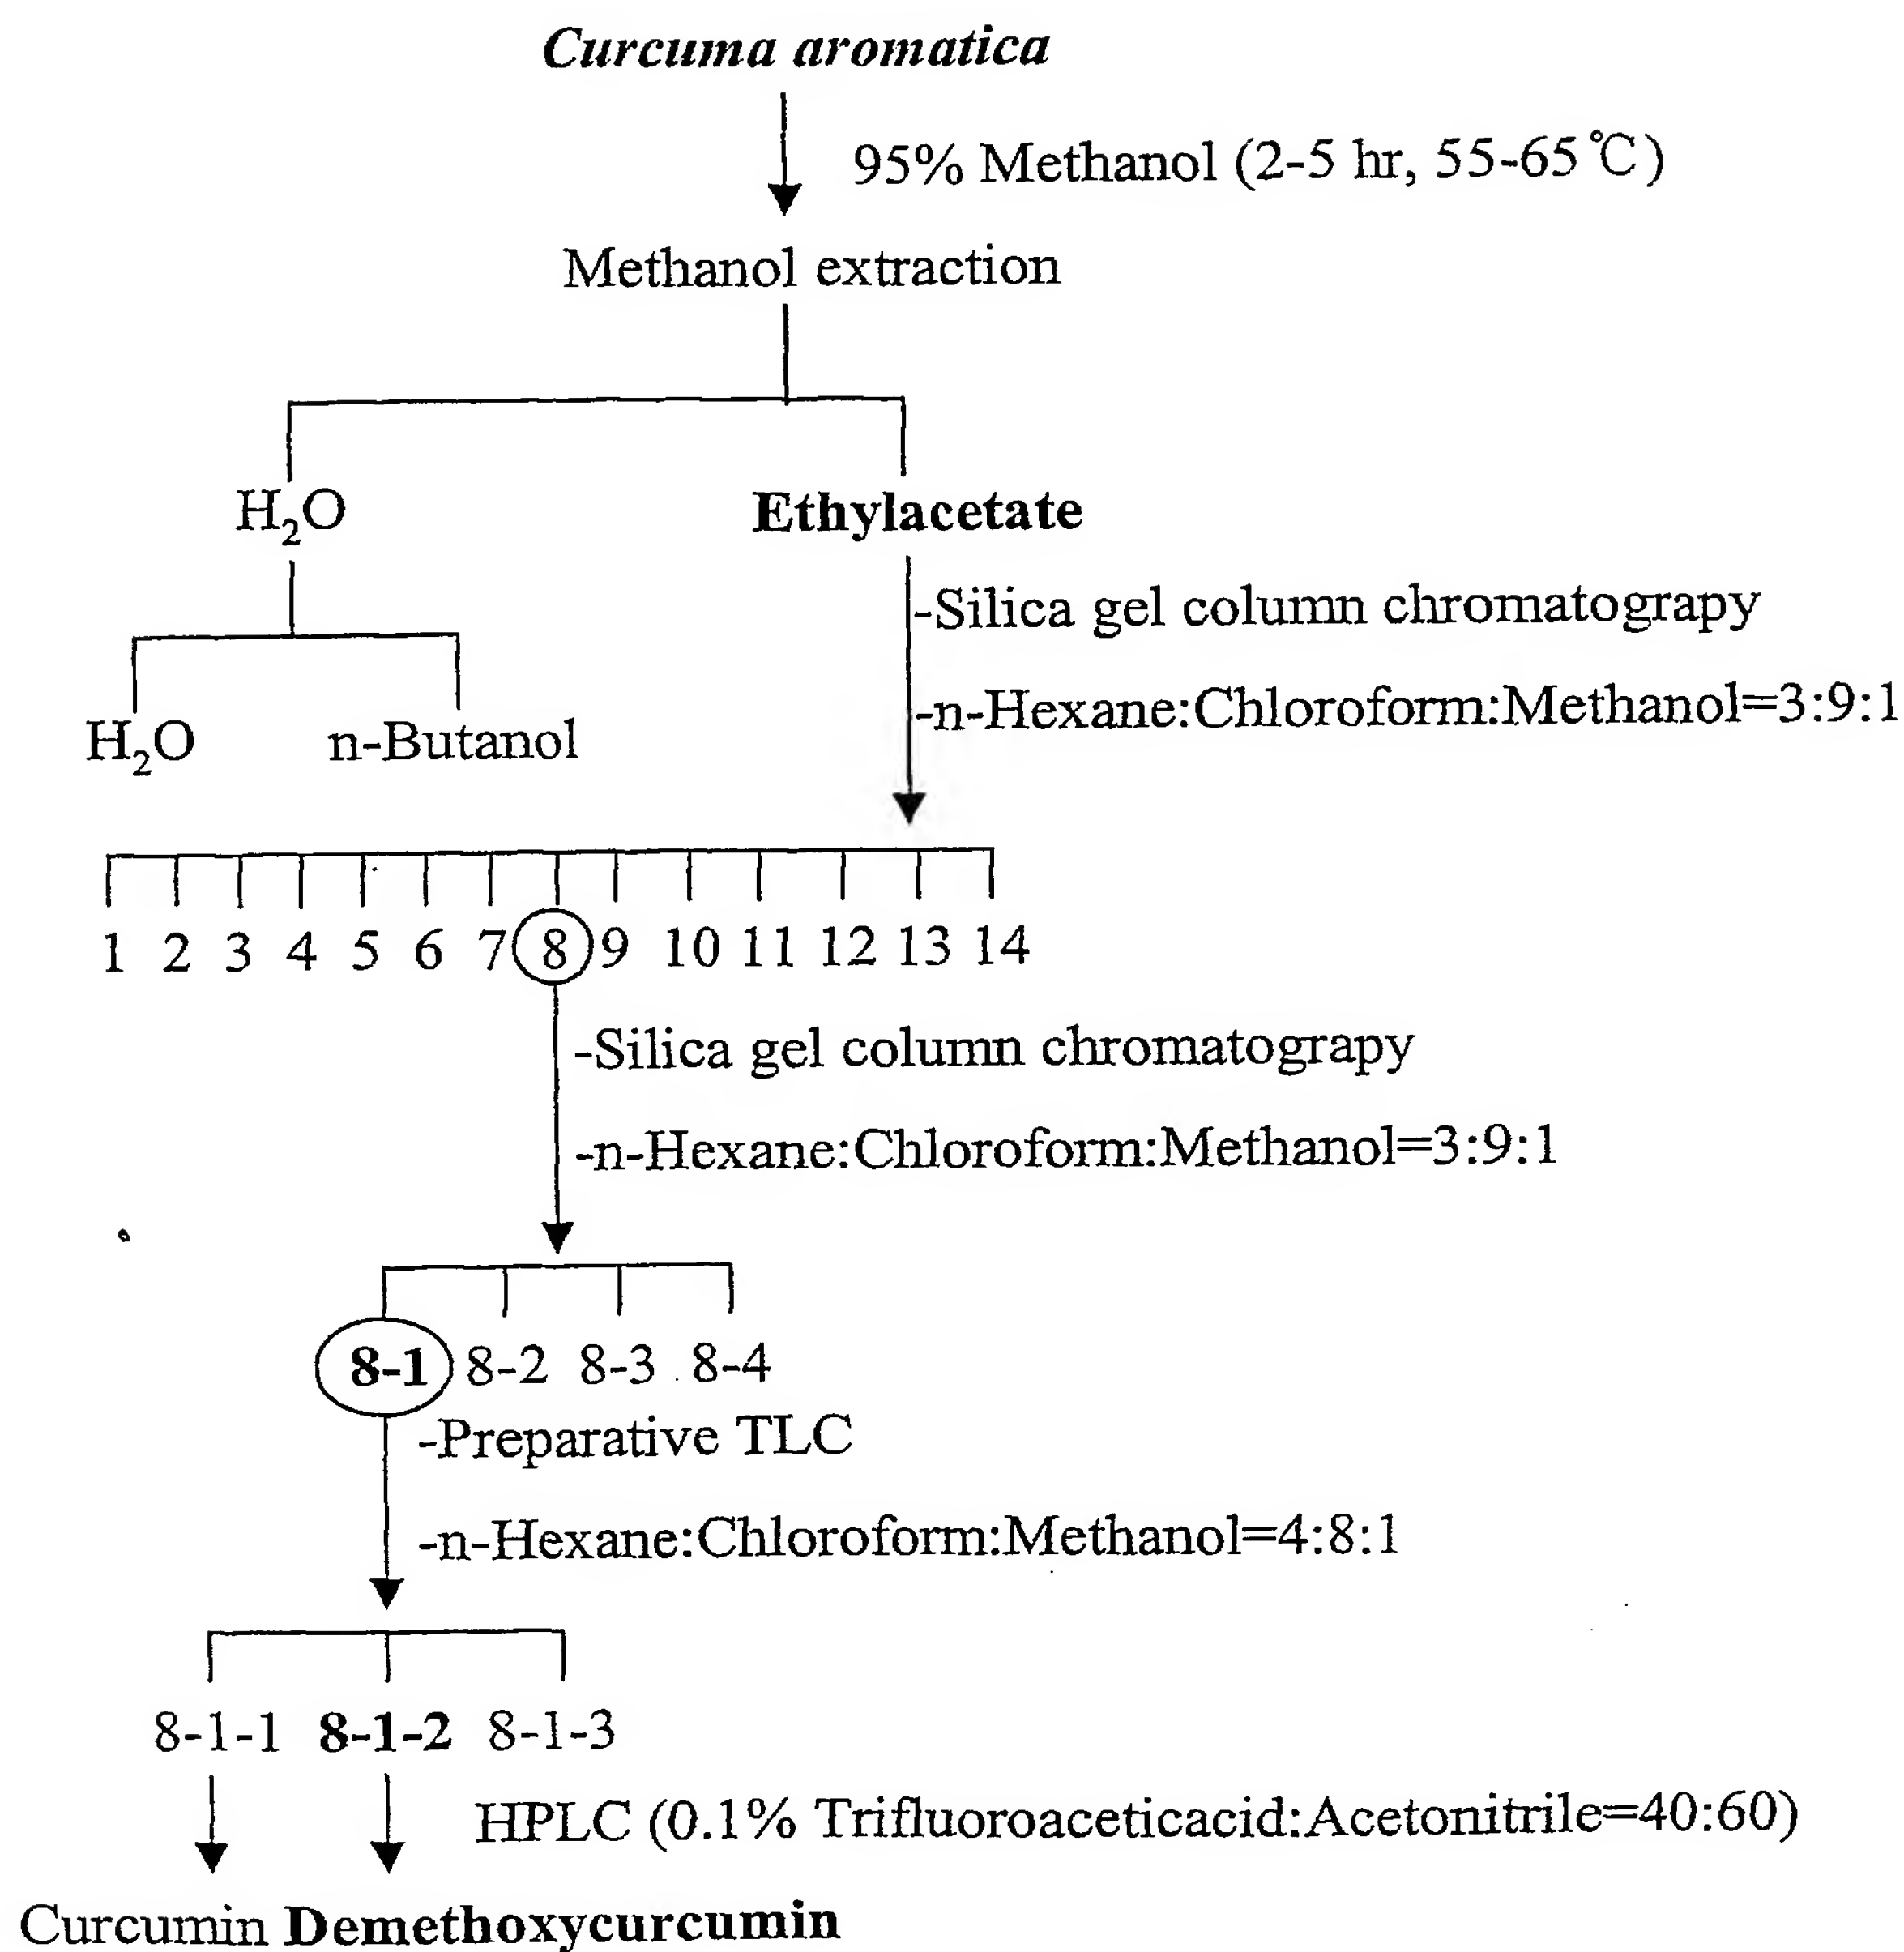 Curcuma aromatica
95% Methanol (2-5 hr, 55-65℃)
Methanol extraction
H₂O Ethylacetate
-Silica gel column chromatograpy
-n-Hexane:Chloroform:Methanol=3:9:1
H₂O n-Butanol
1 2 3 4 5 6 7 8 9 10 11 12 13 14
-Silica gel column chromatograpy
-n-Hexane:Chloroform:Methanol=3:9:1
8-1 8-2 8-3 8-4
-Preparative TLC
-n-Hexane:Chloroform:Methanol=4:8:1
8-1-1 8-1-2 8-1-3
HPLC (0.1% Trifluoroaceticacid:Acetonitrile=40:60)
Curcumin Demethoxycurcumin